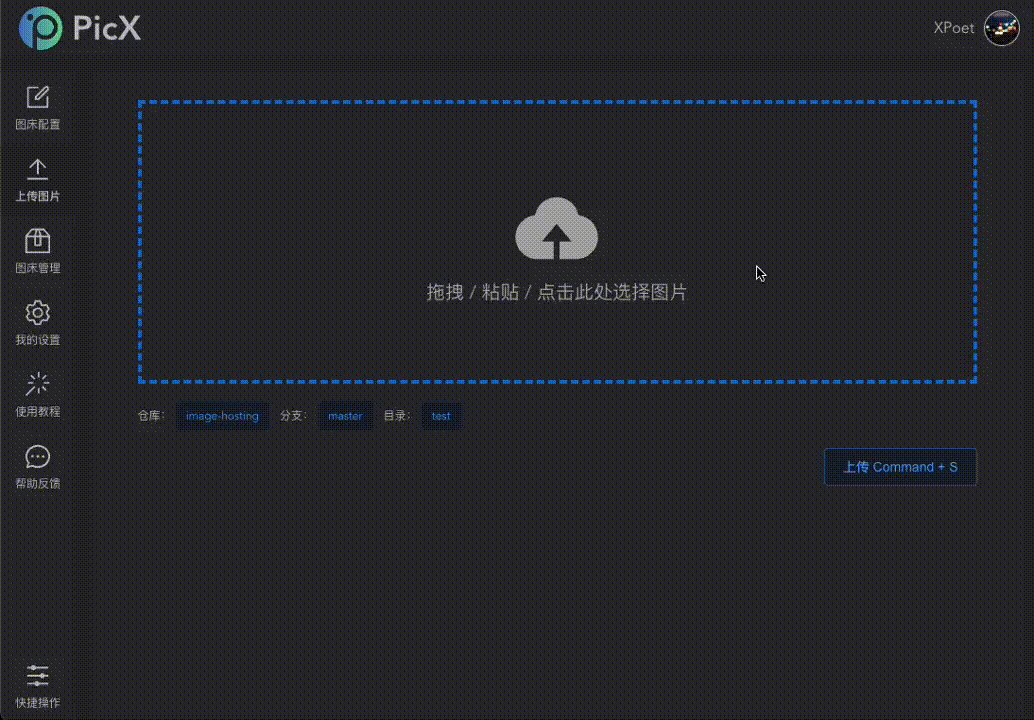 PicX
XPoet
图床配置
上传图片
图床管理
我的设置
使用教程
帮助反馈
快捷操作
拖拽 / 粘贴 / 点击此处选择图片
仓库： image-hosting 分支： master 目录： test
上传 Command + S